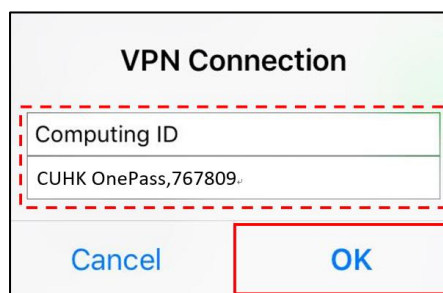 VPN Connection
Computing ID
CUHK OnePass,767809
Cancel OK